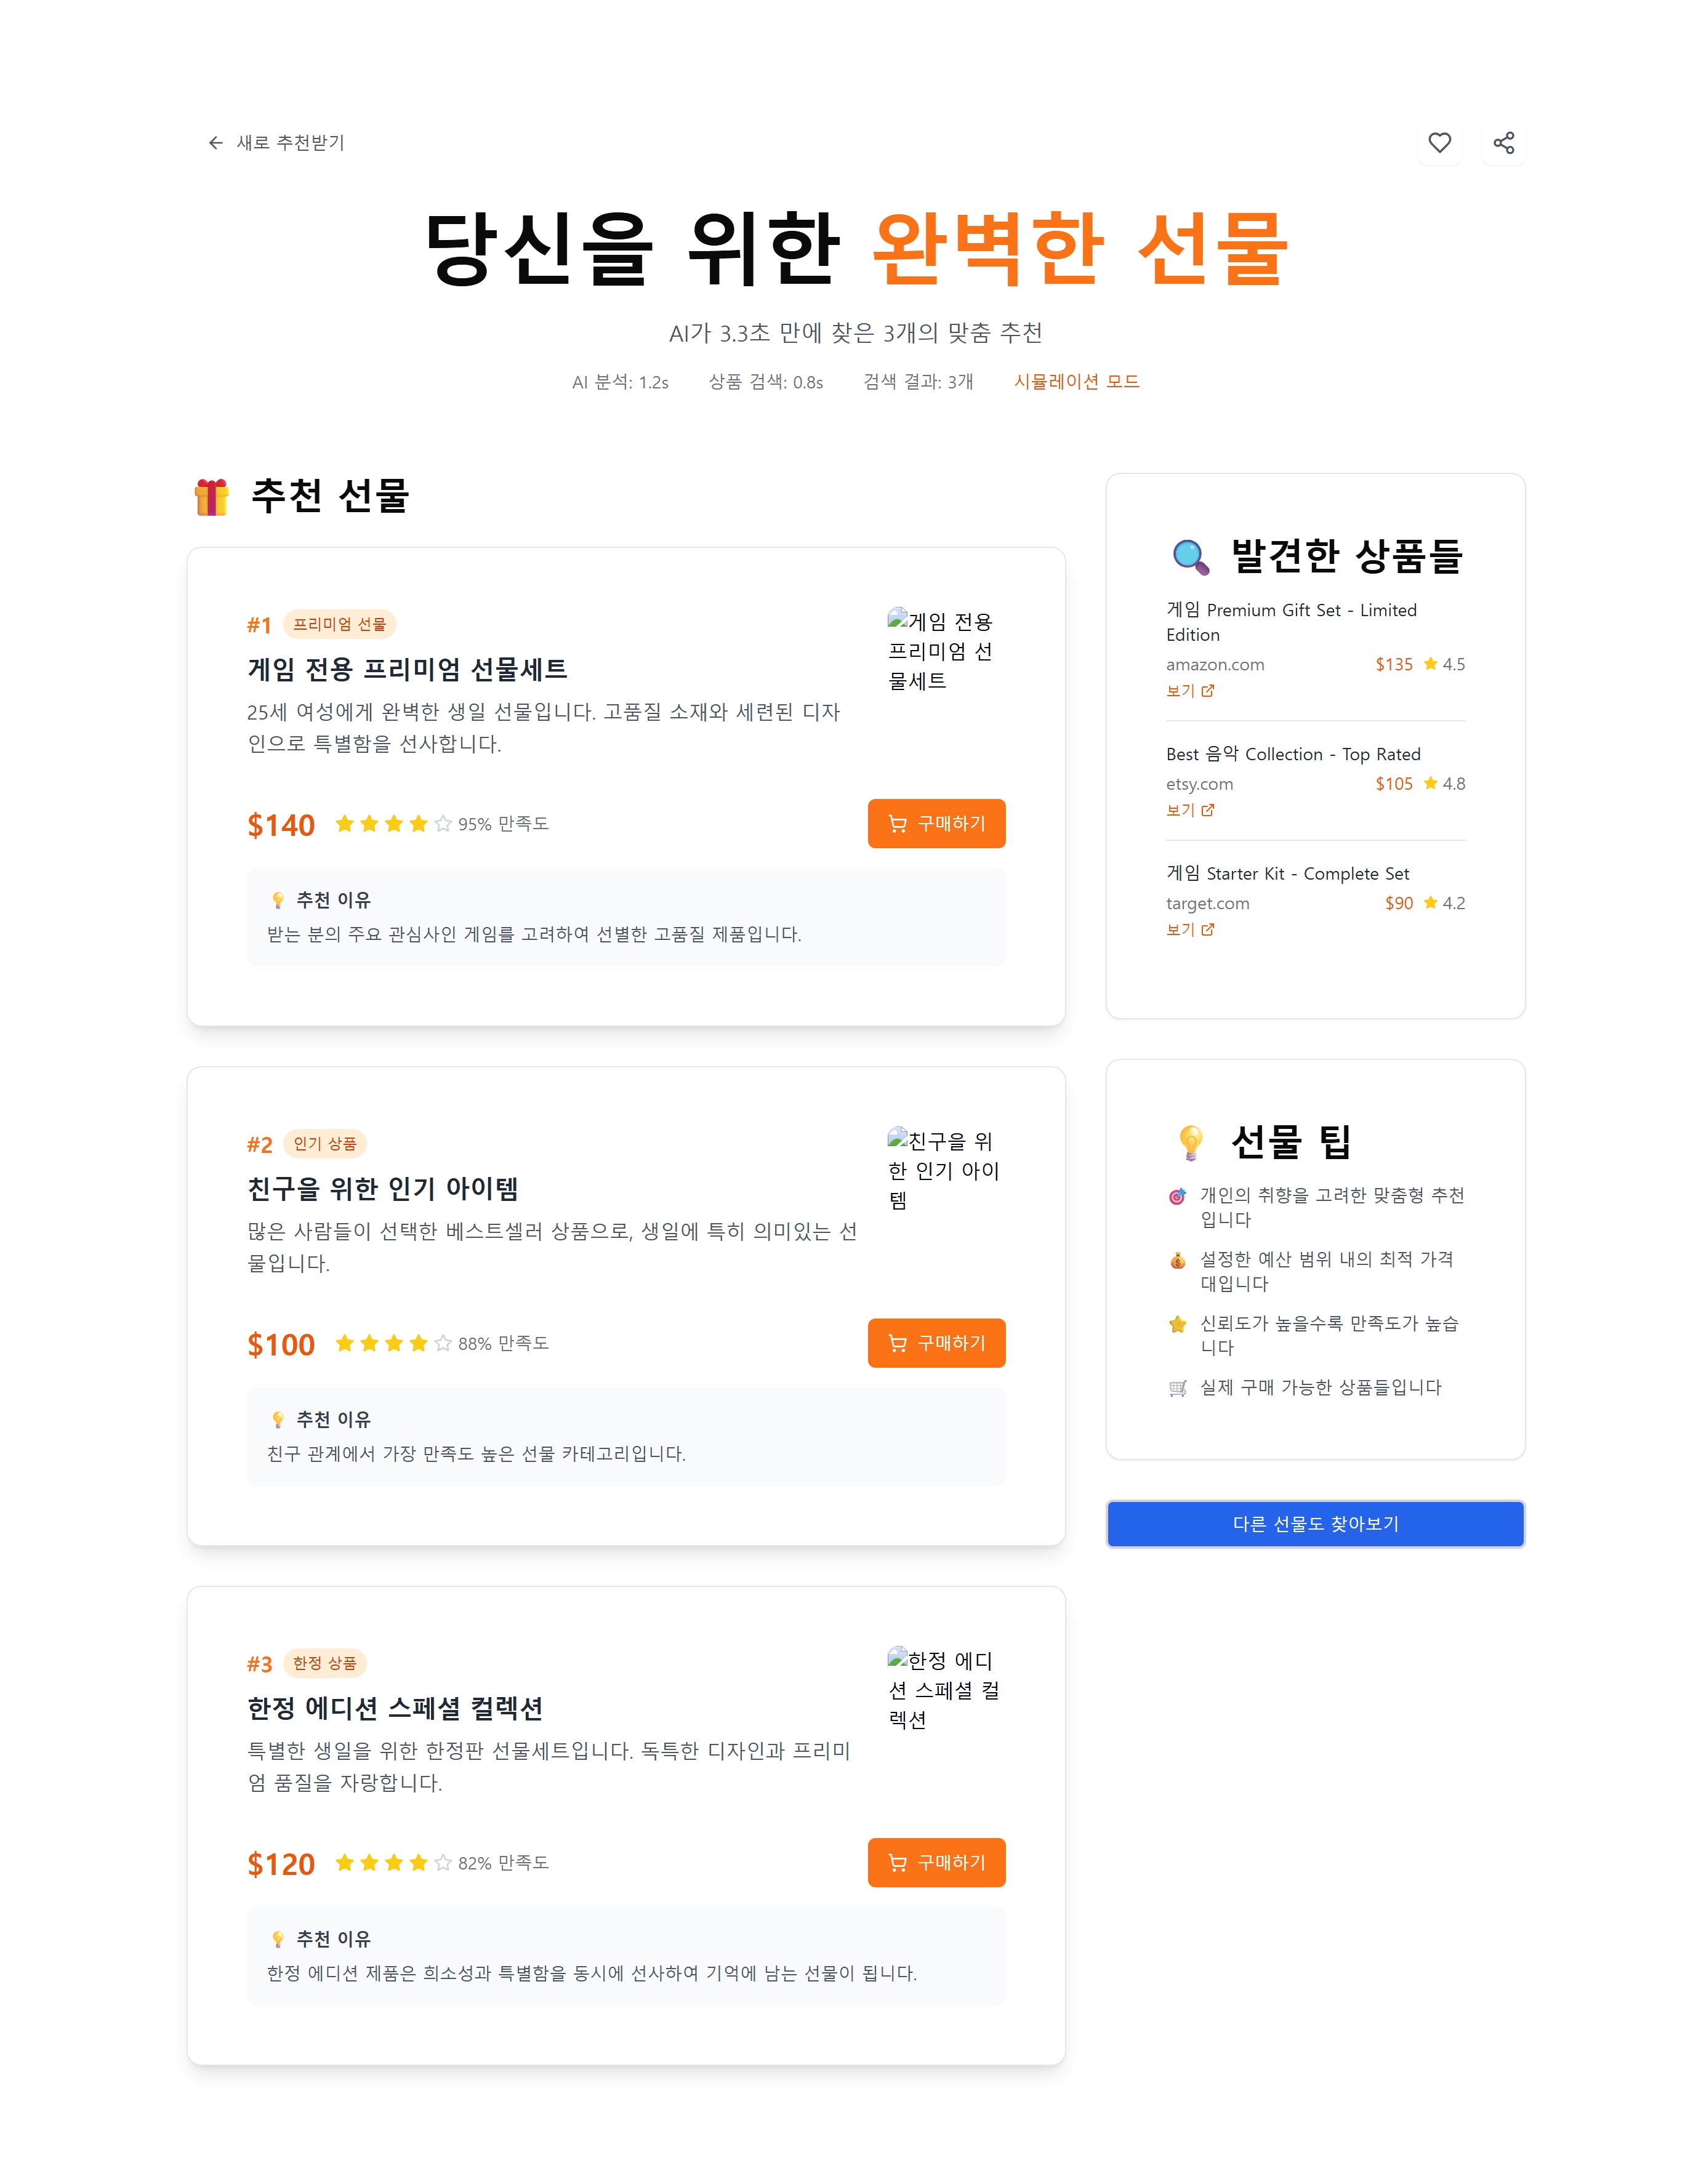 새로 추천받기
당신을 위한 완벽한 선물
AI가 3.3초 만에 찾은 3개의 맞춤 추천
AI 분석: 1.2s 상품 검색: 0.8s 검색 결과: 3개 시뮬레이션 모드
추천 선물
#1 프리미엄 선물
게임 전용 프리미엄 선물세트
25세 여성에게 완벽한 생일 선물입니다. 고품질 소재와 세련된 디자
인으로 특별함을 선사합니다.
게임 전용
프리미엄 선
물세트
$140 95% 만족도
구매하기
추천 이유
받는 분의 주요 관심사인 게임를 고려하여 선별한 고품질 제품입니다.
#2 인기 상품
친구을 위한 인기 아이템
많은 사람들이 선택한 베스트셀러 상품으로, 생일에 특히 의미있는 선
물입니다.
친구을 위
한 인기 아이
템
$100 88% 만족도
구매하기
추천 이유
친구 관계에서 가장 만족도 높은 선물 카테고리입니다.
#3 한정 상품
한정 에디션 스페셜 컬렉션
특별한 생일을 위한 한정판 선물세트입니다. 독특한 디자인과 프리미
엄 품질을 자랑합니다.
한정 에디
션 스페셜 컬
렉션
$120 82% 만족도
구매하기
추천 이유
한정 에디션 제품은 희소성과 특별함을 동시에 선사하여 기억에 남는 선물이 됩니다.
발견한 상품들
게임 Premium Gift Set - Limited
Edition
amazon.com $135 4.5
보기
Best 음악 Collection - Top Rated
etsy.com $105 4.8
보기
게임 Starter Kit - Complete Set
target.com $90 4.2
보기
선물 팁
개인의 취향을 고려한 맞춤형 추천
입니다
설정한 예산 범위 내의 최적 가격
대입니다
신뢰도가 높을수록 만족도가 높습
니다
실제 구매 가능한 상품들입니다
다른 선물도 찾아보기